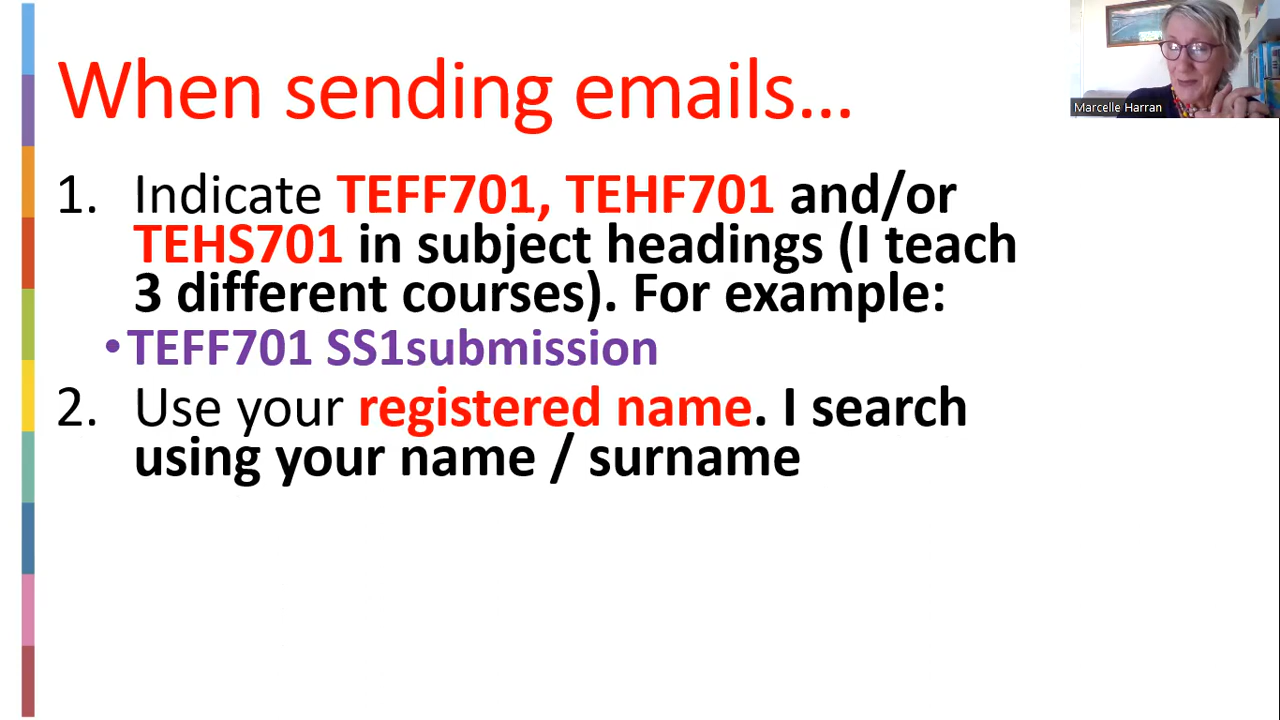 When sending emails...
Marcelle Harran
1. Indicate TEFF701, TEHF701 and/or
TEHS701 in subject headings (I teach
3 different courses). For example:
•TEFF701 SS1submission
2. Use your registered name. I search
using your name / surname